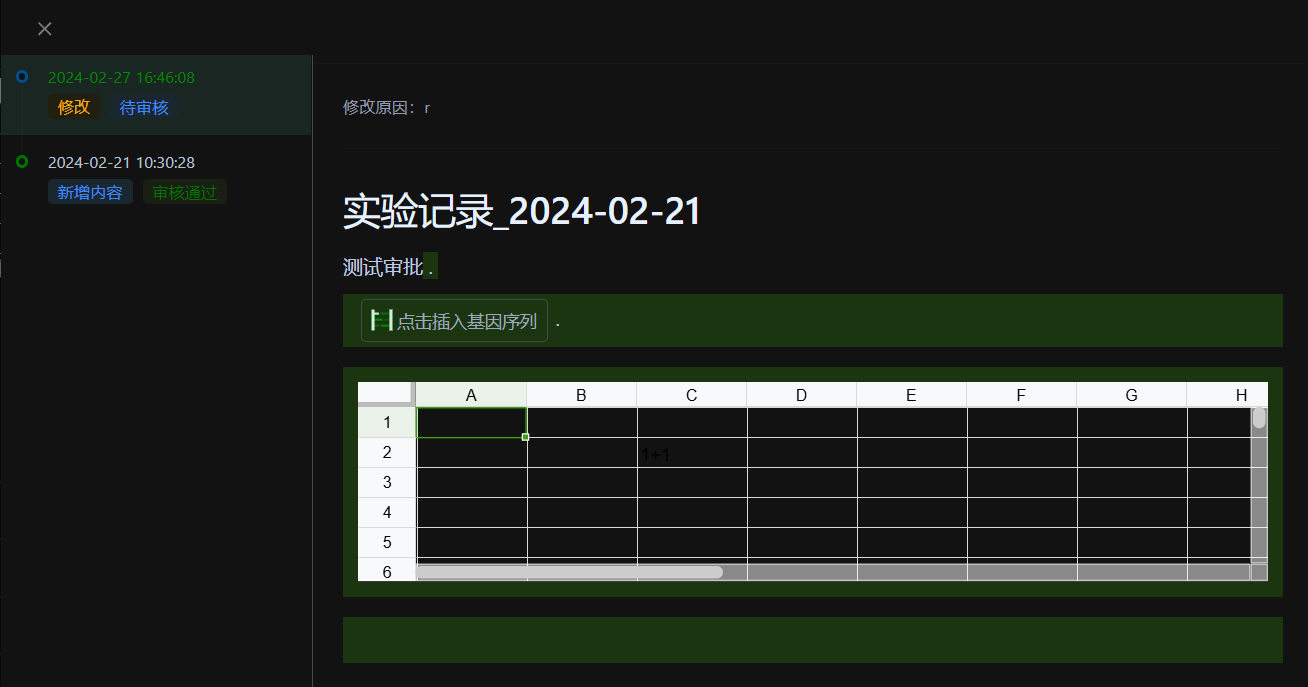 2024-02-27 16:46:08
修改 待审核
2024-02-21 10:30:28
新增内容 审核通过
修改原因：r
实验记录_2024-02-21
测试审批.
点击插入基因序列 .
A B C D E F G H
1
2 1+1
3
4
5
6